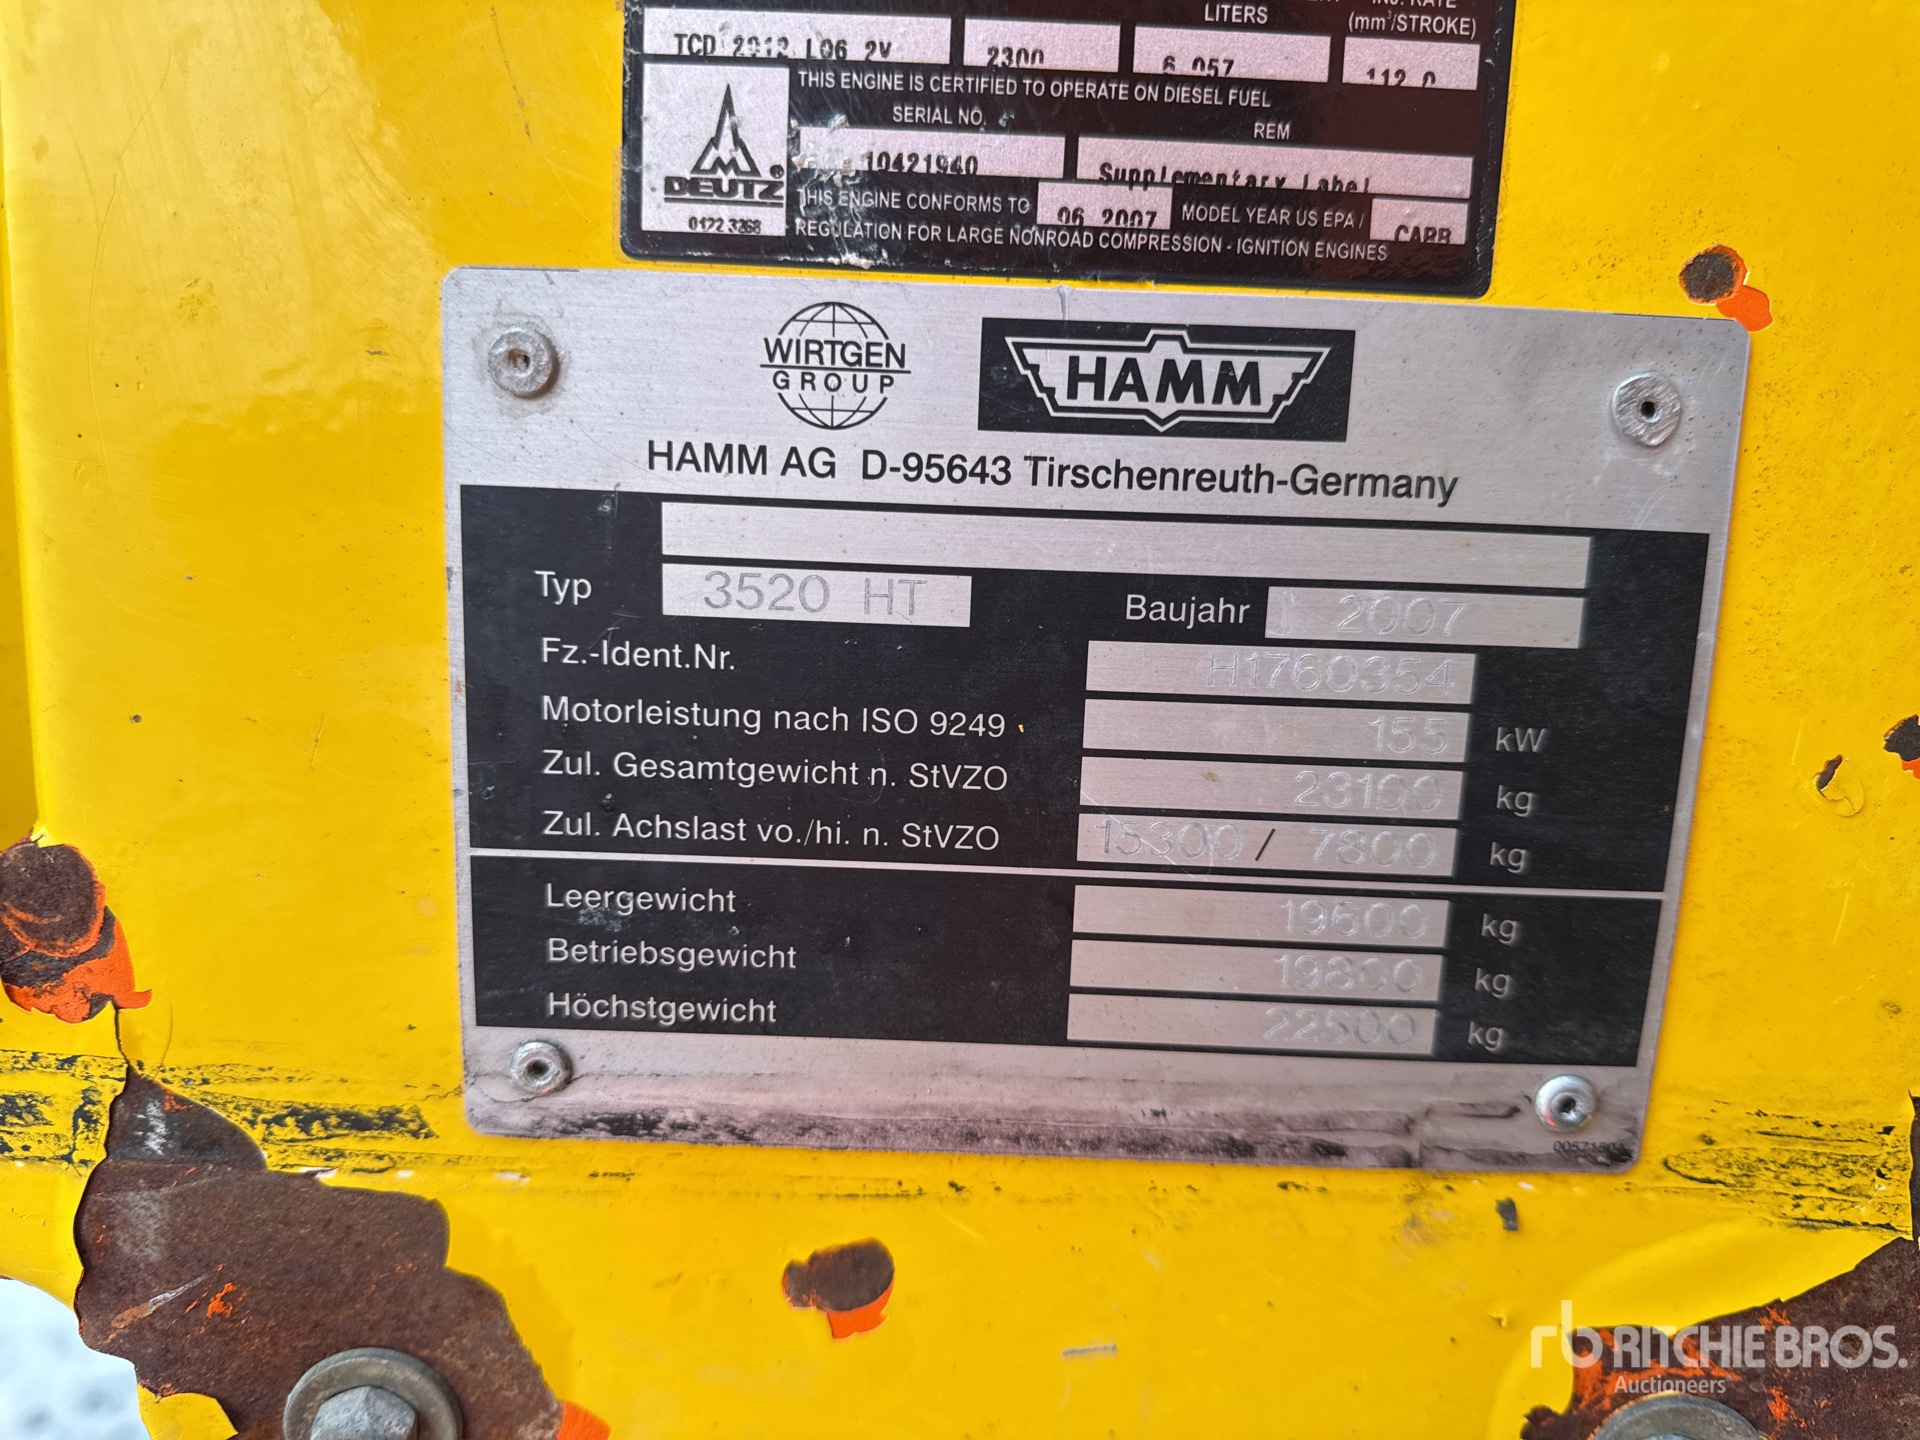 LITERS
(mm³/STROKE)
TCD 2012 L06 2V 2300 6.057 112.0
THIS ENGINE IS CERTIFIED TO OPERATE ON DIESEL FUEL
SERIAL NO. REM
10421940 Supplementary Label
DEUTZ®
THIS ENGINE CONFORMS TO 06 2007 MODEL YEAR US EPA / CARB
REGULATION FOR LARGE NONROAD COMPRESSION - IGNITION ENGINES
WIRTGEN
GROUP
HAMM
HAMM AG D-95643 Tirschenreuth-Germany
Typ 3520 HT Baujahr 2007
Fz.-Ident.Nr. H1760354
Motorleistung nach ISO 9249 155 kW
Zul. Gesamtgewicht n. StVZO 23100 kg
Zul. Achslast vo./hi. n. StVZO 15300 / 7800 kg
Leergewicht 19600 kg
Betriebsgewicht 19800 kg
Höchstgewicht 22500 kg
rb RITCHIE BROS.
Auctioneers